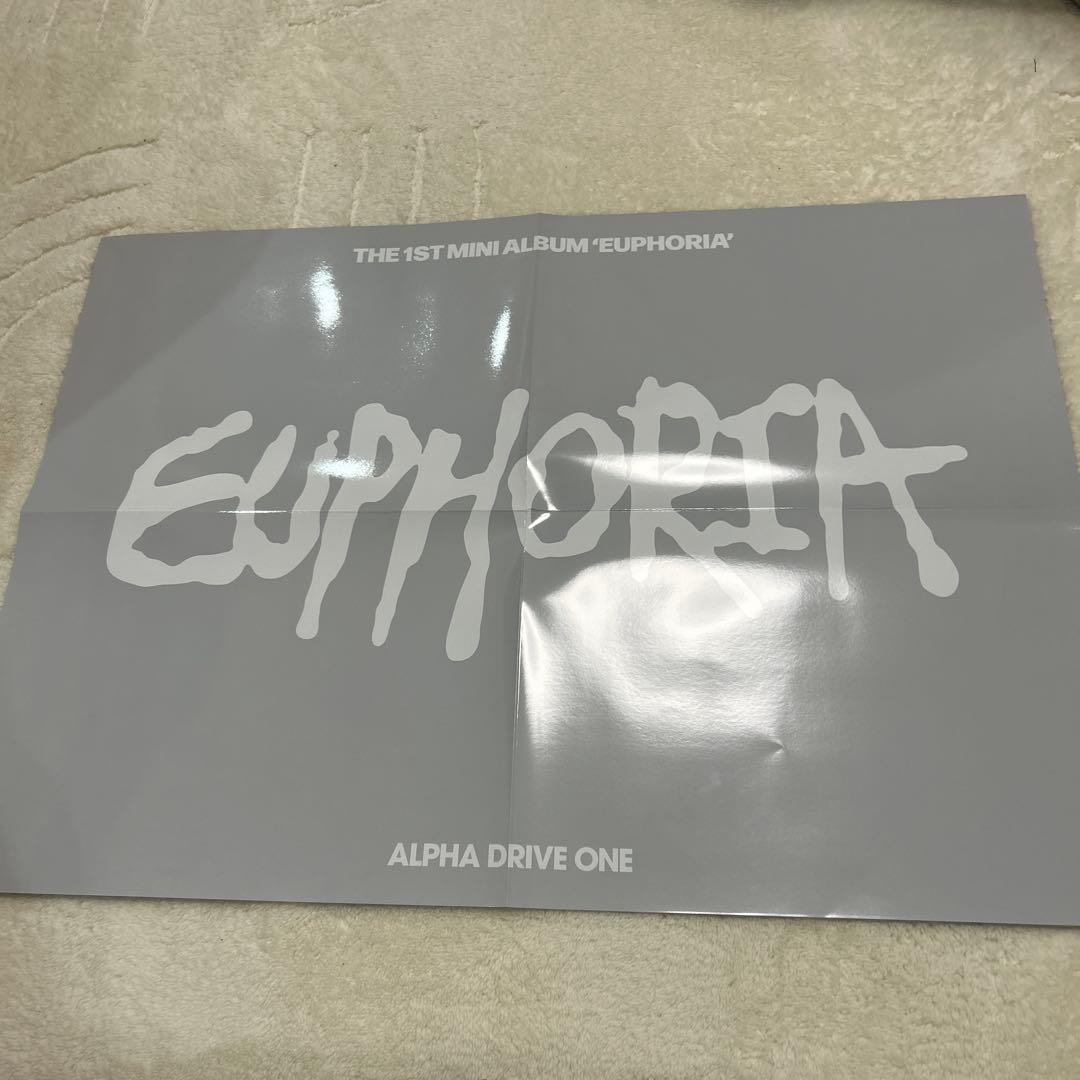 THE 1ST MINI ALBUM ‘EUPHORIA’
EUPHORIA
ALPHA DRIVE ONE